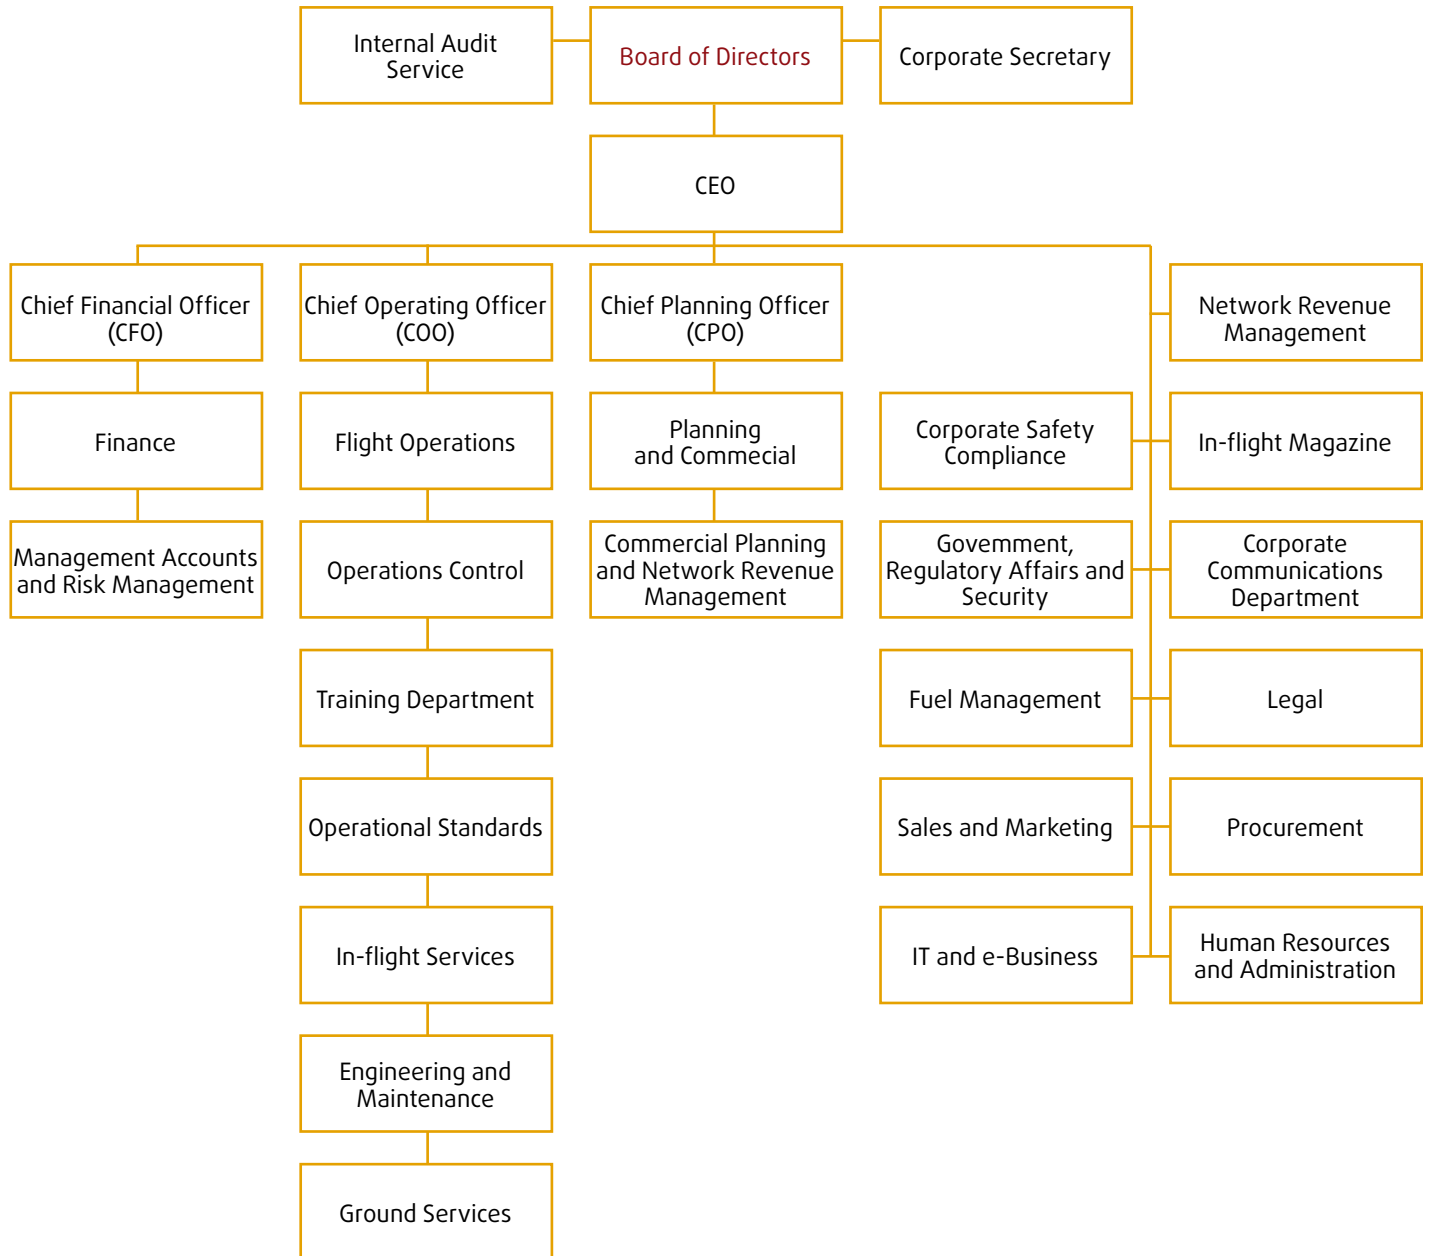 Internal Audit
Service
Board of Directors
Corporate Secretary
CEO
Chief Financial Officer
(CFO)
Chief Operating Officer
(COO)
Chief Planning Officer
(CPO)
Network Revenue
Management
Finance
Flight Operations
Planning
and Commecial
Corporate Safety
Compliance
In-flight Magazine
Management Accounts
and Risk Management
Operations Control
Commercial Planning
and Network Revenue
Management
Govemment,
Regulatory Affairs and
Security
Corporate
Communications
Department
Training Department
Fuel Management
Legal
Operational Standards
Sales and Marketing
Procurement
In-flight Services
IT and e-Business
Human Resources
and Administration
Engineering and
Maintenance
Ground Services